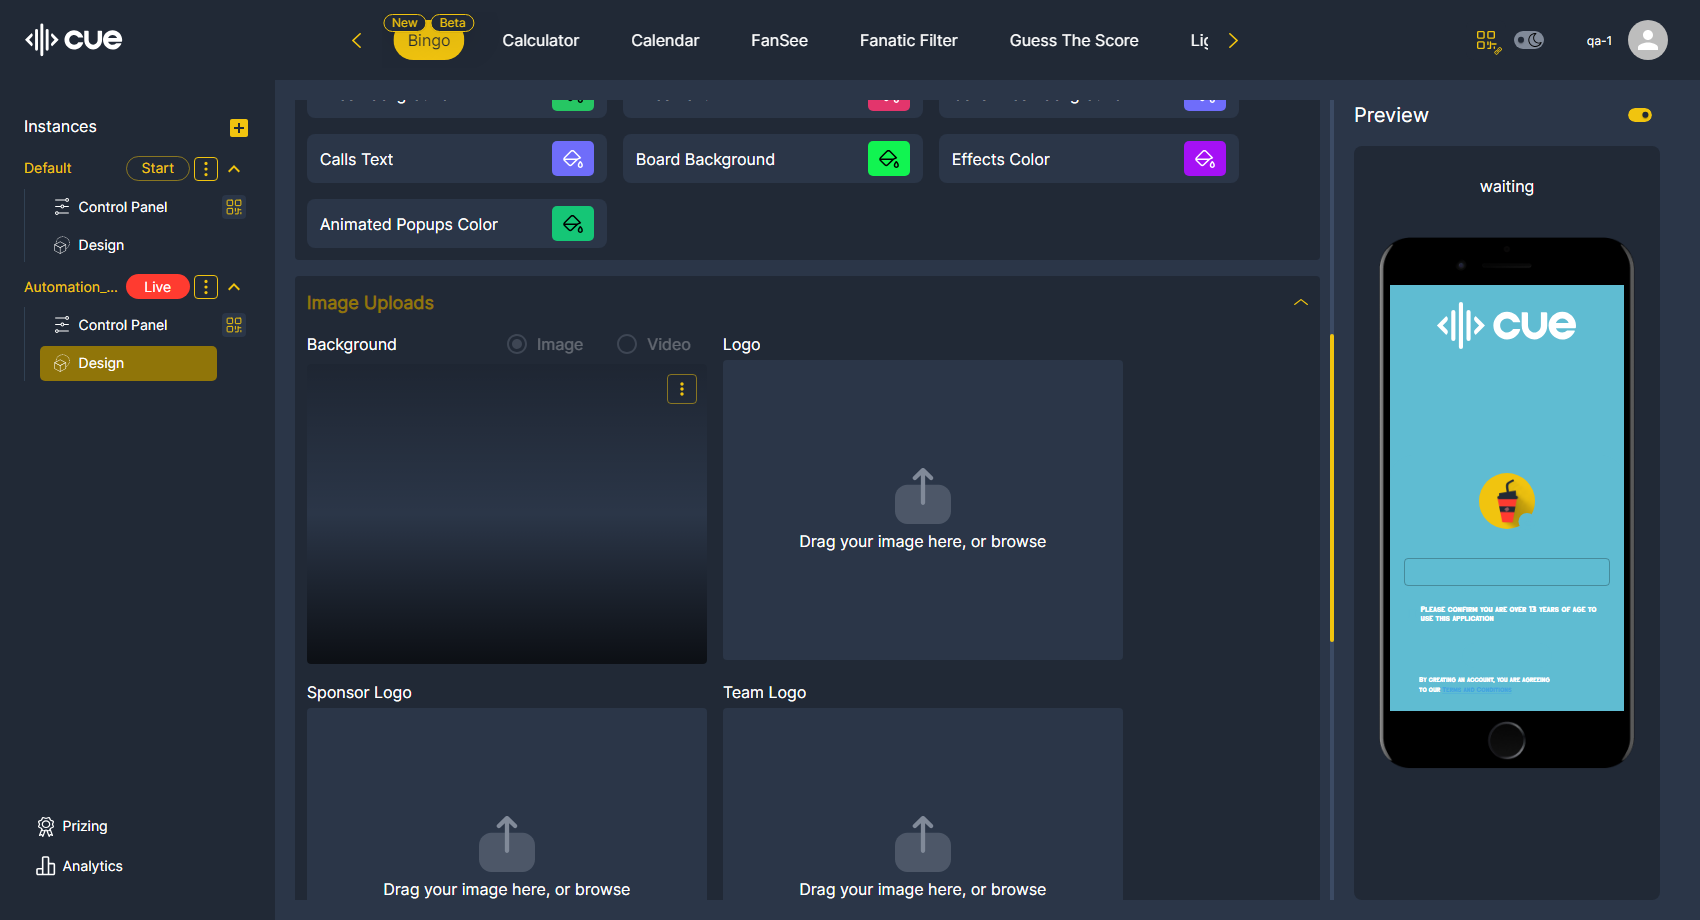 cue
New
Beta
Bingo
Calculator
Calendar
FanSee
Fanatic Filter
Guess The Score
qa-1
Instances
Default
Start
Control Panel
Design
Automation_...
Live
Control Panel
Design
Prizing
Analytics
Calls Text
Board Background
Effects Color
Animated Popups Color
Image Uploads
Background
Image
Video
Logo
Drag your image here, or browse
Sponsor Logo
Team Logo
Drag your image here, or browse
Drag your image here, or browse
Preview
waiting
cue
Please confirm you are over 13 years of age to
use this application
By creating an account, you are agreeing
to our Terms and Conditions